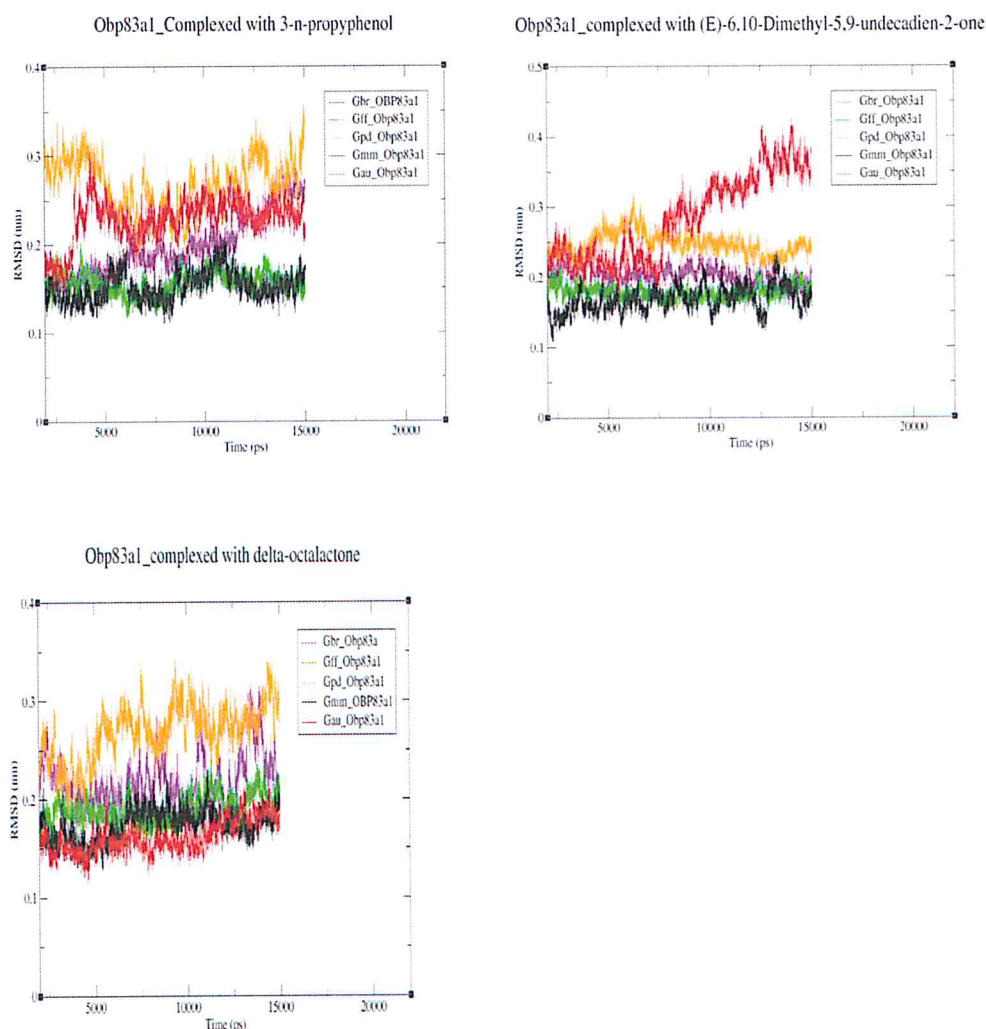 Obp83a1_Complexed with 3-n-propyphenol
0.4
0.3
0.2
0.1
0
RMSD (nm)
5000 10000 15000 20000
Time (ps)
Gbr_OBP83a1
Gff_Obp83a1
Gpd_Obp83a1
Gmm_Obp83a1
Gau_Obp83a1
Obp83a1_complexed with (E)-6,10-Dimethyl-5,9-undecadien-2-one
0.5
0.4
0.3
0.2
0.1
0
RMSD (nm)
5000 10000 15000 20000
Time (ps)
Gbr_Obp83a1
Gff_Obp83a1
Gpd_Obp83a1
Gmm_Obp83a1
Gau_Obp83a1
Obp83a1_complexed with delta-octalactone
0.4
0.3
0.2
0.1
0
RMSD (nm)
5000 10000 15000 20000
Time (ps)
Gbr_Obp83a
Gff_Obp83a1
Gpd_Obp83a1
Gmm_OBP83a1
Gau_Obp83a1